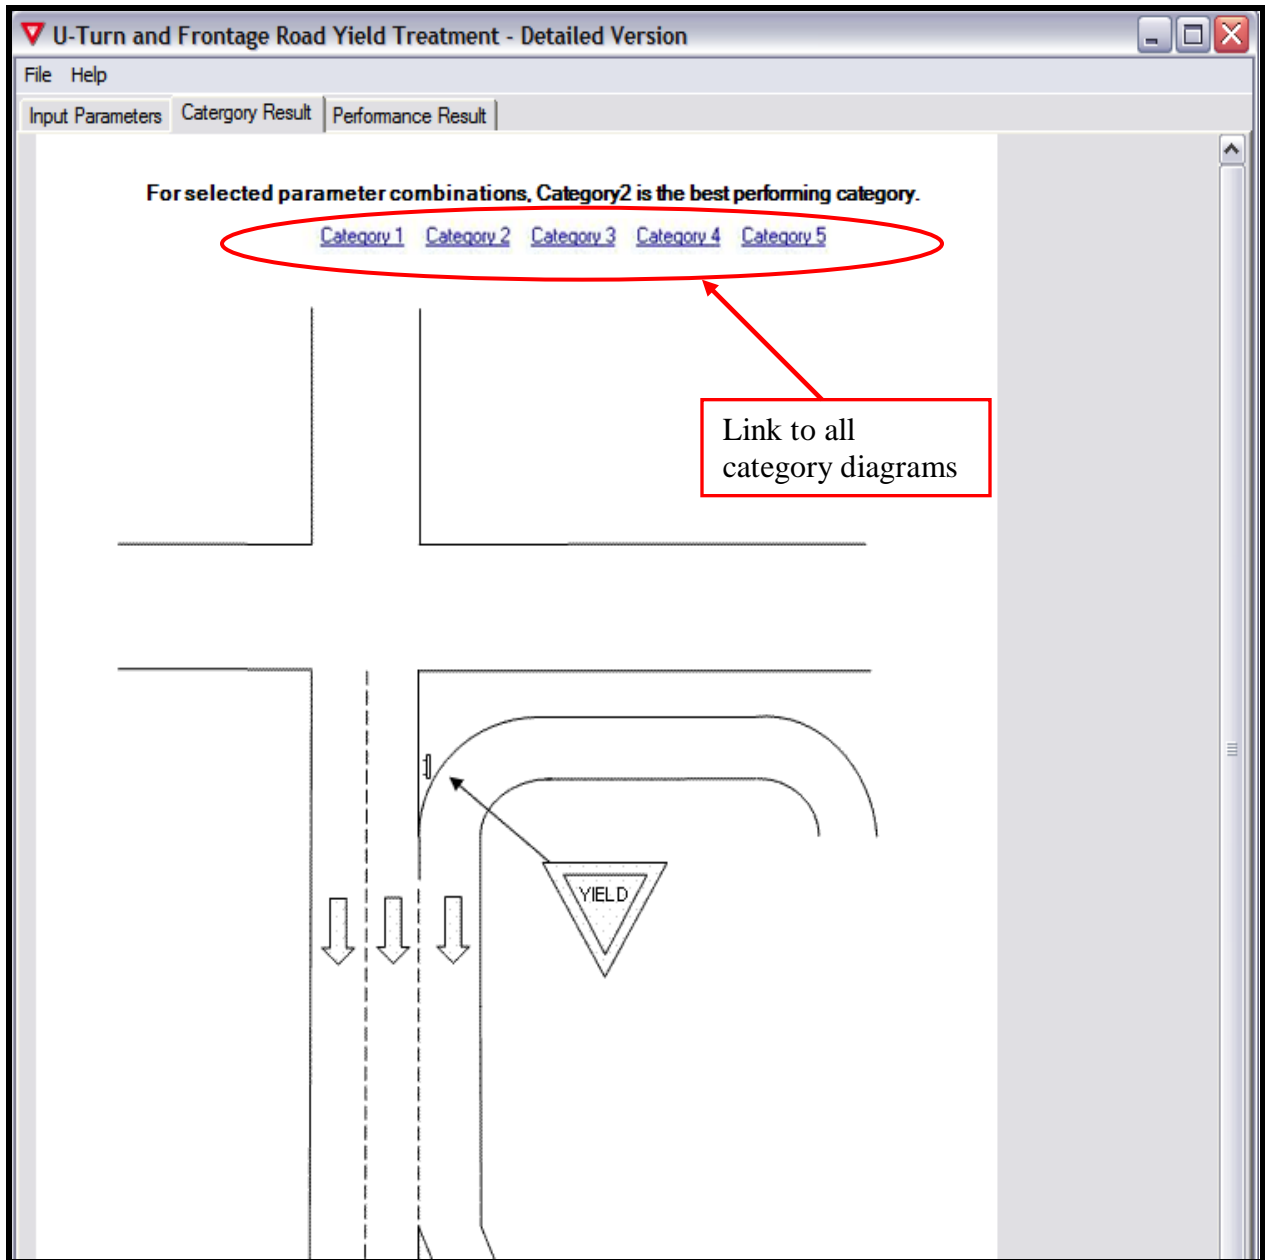 U-Turn and Frontage Road Yield Treatment - Detailed Version
File Help
Input Parameters Catergory Result Performance Result
For selected parameter combinations, Category2 is the best performing category.
Category 1 Category 2 Category 3 Category 4 Category 5
Link to all
category diagrams
YIELD